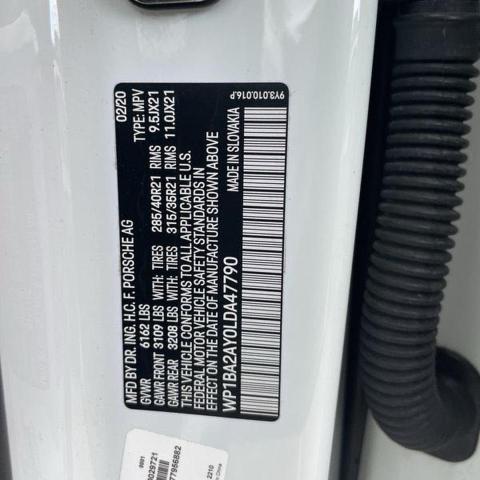 MFD BY DR. ING. H.C. F. PORSCHE AG 02/20
GVWR 6162 LBS TYPE: MPV
GAWR FRONT 3109 LBS WITH: TIRES 285/40R21 RIMS 9.5JX21
GAWR REAR 3208 LBS WITH: TIRES 315/35R21 RIMS 11.0JX21
THIS VEHICLE CONFORMS TO ALL APPLICABLE U.S.
FEDERAL MOTOR VEHICLE SAFETY STANDARDS IN
EFFECT ON THE DATE OF MANUFACTURE SHOWN ABOVE
WP1BA2AY0LDA47790 MADE IN SLOVAKIA
9Y3.010.016.P
0001
2210